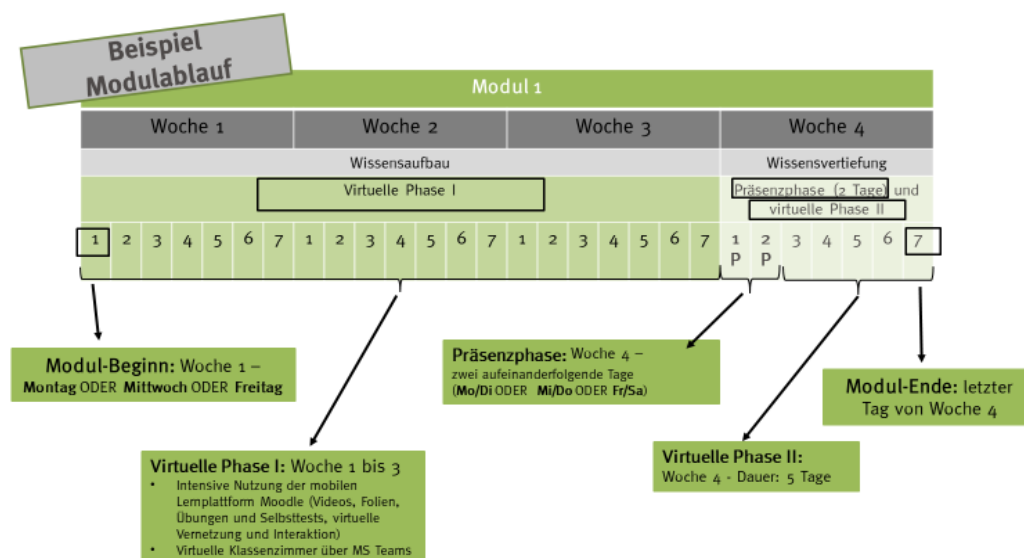 Beispiel
Modulablauf
Modul 1
Woche 1 Woche 2 Woche 3 Woche 4
Wissensaufbau Wissensvertiefung
Virtuelle Phase I
Präsenzphase (2 Tage) und
virtuelle Phase II
1 2 3 4 5 6 7 1 2 3 4 5 6 7 1 2 3 4 5 6 7 1 2 3 4 5 6 7
P P
Modul-Beginn: Woche 1 –
Montag ODER Mittwoch ODER Freitag
Präsenzphase: Woche 4 –
zwei aufeinanderfolgende Tage
(Mo/Di ODER Mi/Do ODER Fr/Sa)
Modul-Ende: letzter
Tag von Woche 4
Virtuelle Phase I: Woche 1 bis 3
• Intensive Nutzung der mobilen
Lernplattform Moodle (Videos, Folien,
Übungen und Selbsttests, virtuelle
Vernetzung und Interaktion)
• Virtuelle Klassenzimmer über MS Teams
Virtuelle Phase II:
Woche 4 - Dauer: 5 Tage